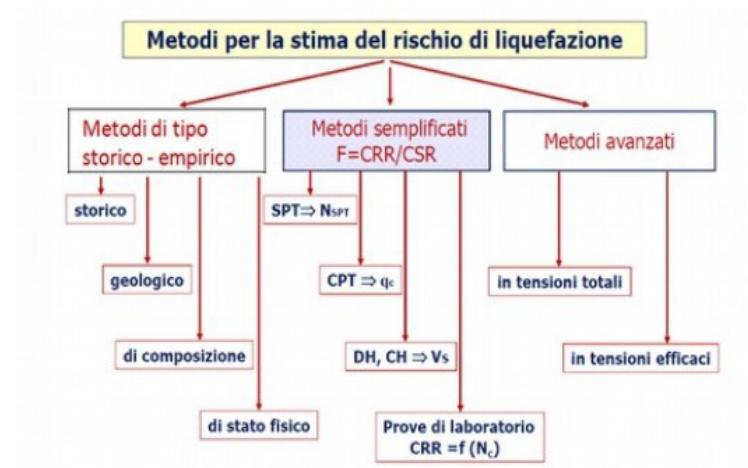 Metodi per la stima del rischio di liquefazione
Metodi di tipo
storico - empirico
storico
geologico
di composizione
di stato fisico
Metodi semplificati
F=CRR/CSR
SPT⇒ NSPT
CPT ⇒ qc
DH, CH ⇒ Vs
Prove di laboratorio
CRR =f (Nc)
Metodi avanzati
in tensioni totali
in tensioni efficaci